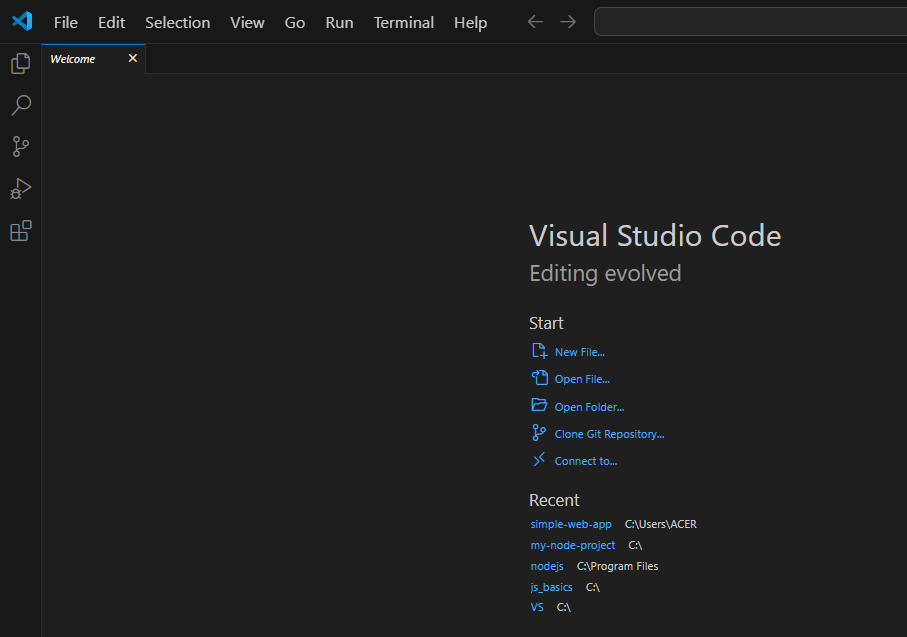 File Edit Selection View Go Run Terminal Help
Welcome
Visual Studio Code
Editing evolved
Start
New File...
Open File...
Open Folder...
Clone Git Repository...
Connect to...
Recent
simple-web-app C:\Users\ACER
my-node-project C:\
nodejs C:\Program Files
js_basics C:\
VS C:\